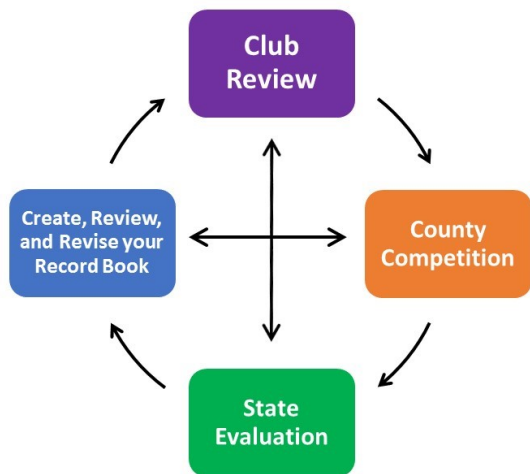 Club
Review
Create, Review,
and Revise your
Record Book
County
Competition
State
Evaluation